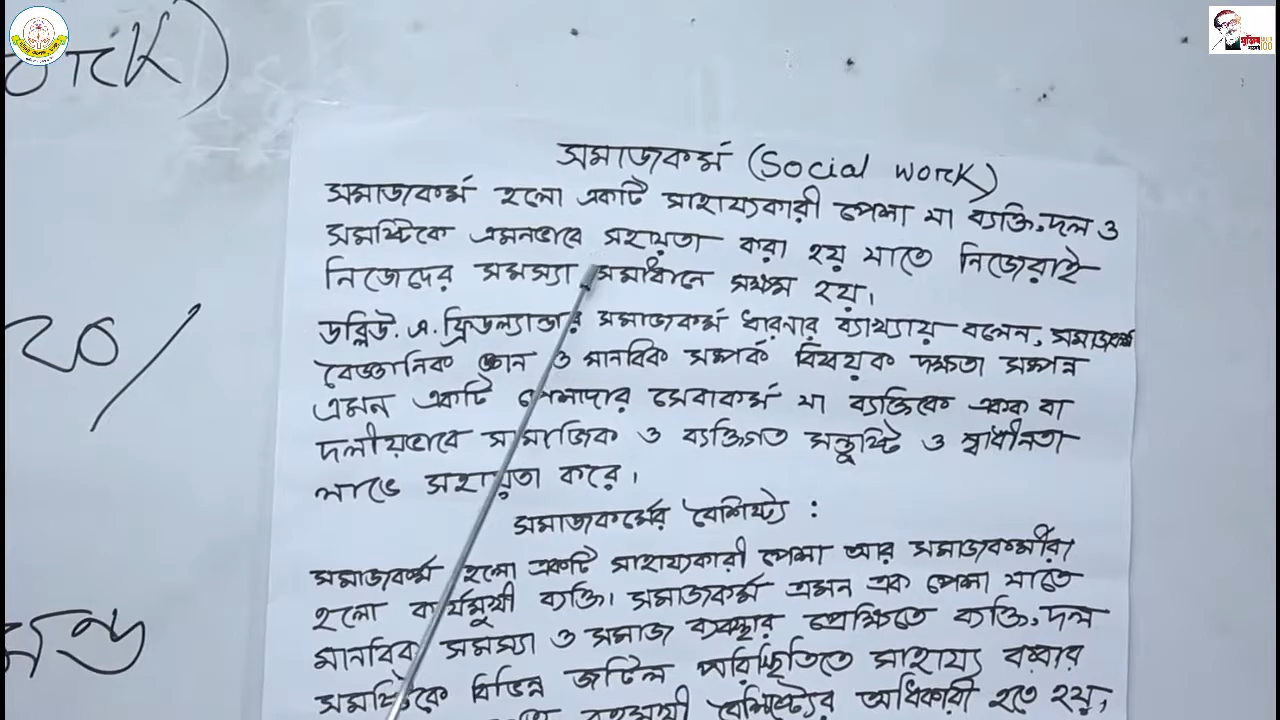 সমাজকর্ম (Social work)
সমাজকর্ম হলো একটি সাহায্যকারী পেশা যা ব্যক্তি, দল ও
সমষ্টিকে এমনভাবে সহায়তা করা হয় যাতে নিজেরাই
নিজেদের সমস্যা সমাধানে সক্ষম হয়।
ডব্লিউ. এ. ফ্রিডল্যান্ডার সমাজকর্ম ধারনার ব্যাখ্যায় বলেন, সমাজকর্ম
বৈজ্ঞানিক জ্ঞান ও মানবিক সম্পর্ক বিষয়ক দক্ষতা সম্পন্ন
এমন একটি পেশাদার সেবাকর্ম যা ব্যক্তিকে একক বা
দলীয়ভাবে সামাজিক ও ব্যক্তিগত সন্তুষ্টি ও স্বাধীনতা
লাভে সহায়তা করে।
সমাজকর্মের বৈশিষ্ট্য :
সমাজকর্ম হলো একটি সাহায্যকারী পেশা আর সমাজকর্মীরা
হলো কার্যমুখী ব্যক্তি। সমাজকর্ম এমন এক পেশা যাতে
মানবিক সমস্যা ও সমাজ ব্যবস্থার প্রেক্ষিতে ব্যক্তি, দল
সমষ্টিকে বিভিন্ন জটিল পরিস্থিতিতে সাহায্য করার
বহুমুখী বৈশিষ্ট্যের অধিকারী হতে হয়,